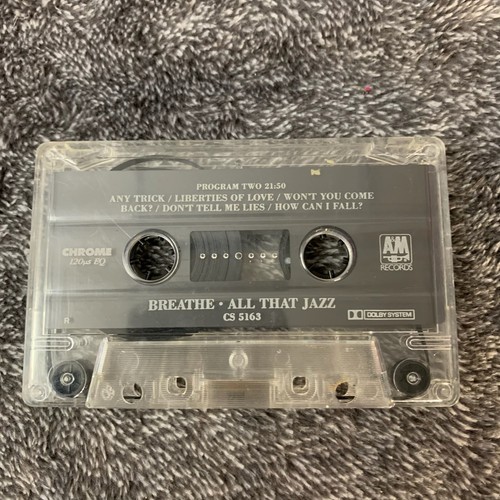 PROGRAM TWO 21:50
ANY TRICK / LIBERTIES OF LOVE / WON'T YOU COME
BACK? / DON'T TELL ME LIES / HOW CAN I FALL?
CHROME
120µs EQ
A&M
RECORDS
BREATHE • ALL THAT JAZZ
CS 5163
DOLBY SYSTEM
R